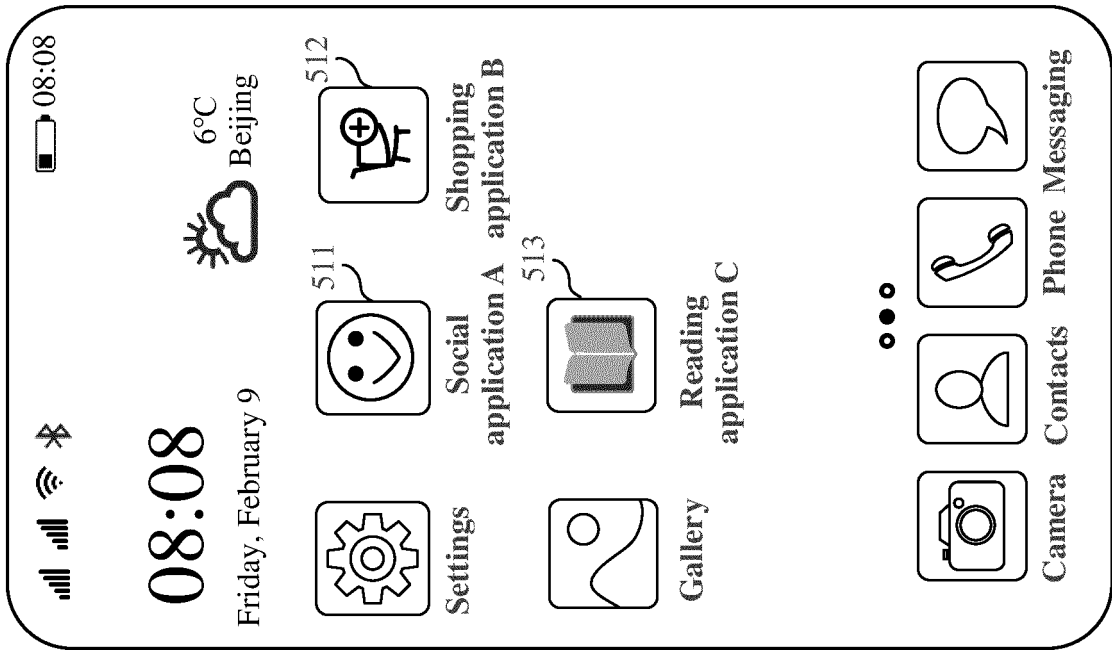 08:08
08:08
6°C
Friday, February 9
Beijing
511
512
Settings
Social
application A
Shopping
application B
513
Gallery
Reading
application C
Camera
Contacts
Phone
Messaging